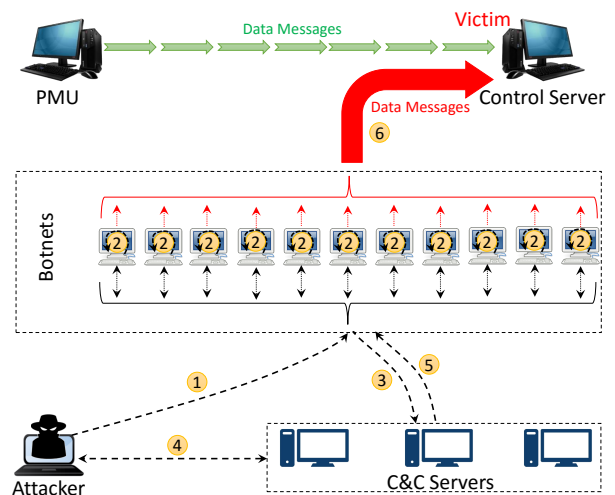 Data Messages
Victim
PMU
Control Server
Data Messages
6
Botnets
2 2 2 2 2 2 2 2 2 2 2
1
3
5
4
Attacker
C&C Servers